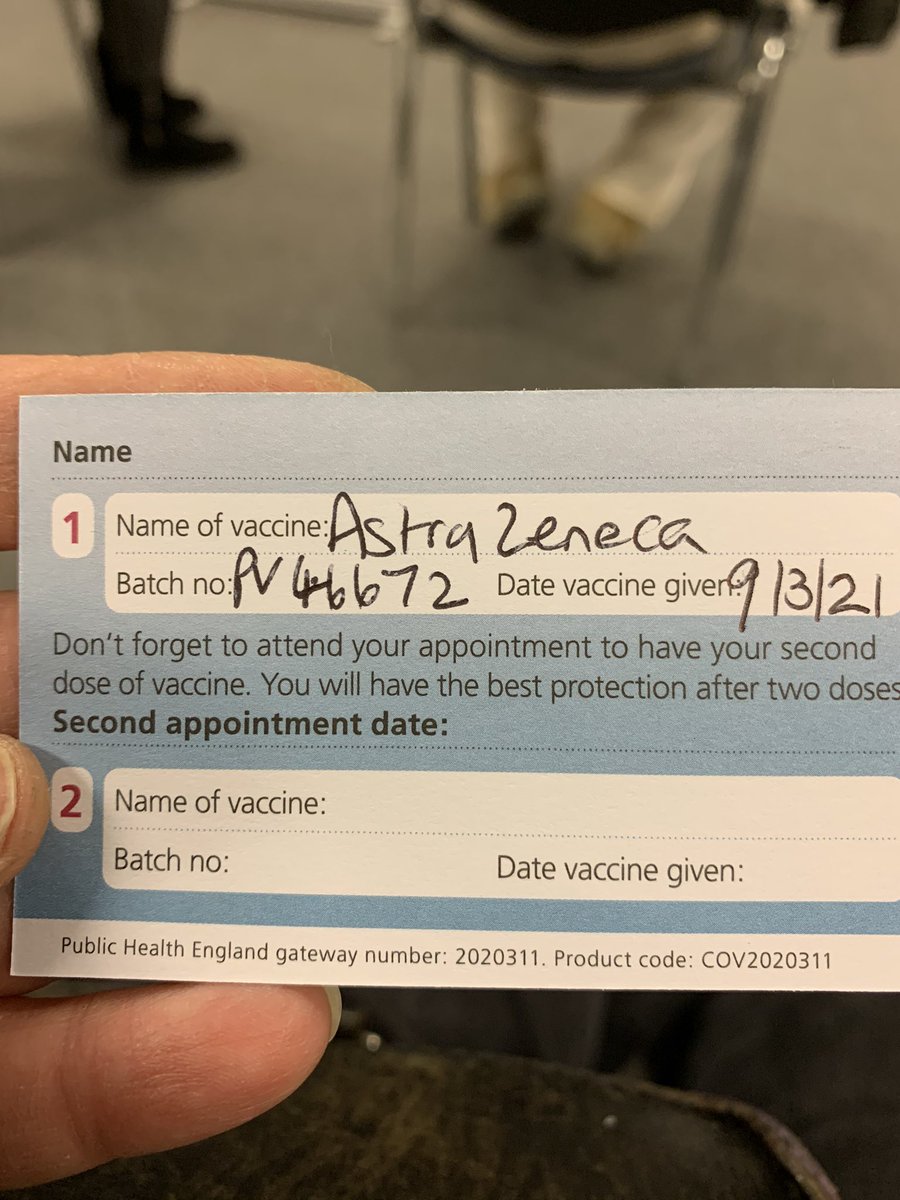 Name
1 Name of vaccine: AstraZeneca
Batch no: PV46672 Date vaccine given: 9/3/21
Don't forget to attend your appointment to have your second
dose of vaccine. You will have the best protection after two doses
Second appointment date:
2 Name of vaccine:
Batch no: Date vaccine given:
Public Health England gateway number: 2020311. Product code: COV2020311